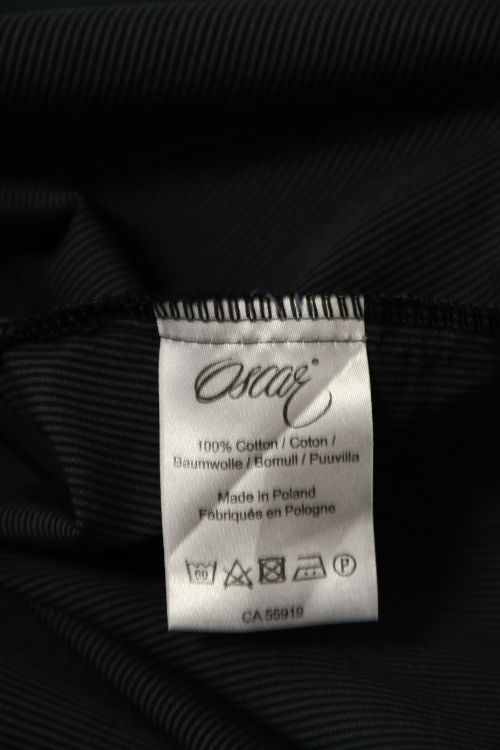 Oscar®
100% Cotton / Coton /
Baumwolle / Bomull / Puuvilla
Made in Poland
Fabriqués en Pologne
60 P
CA 55919